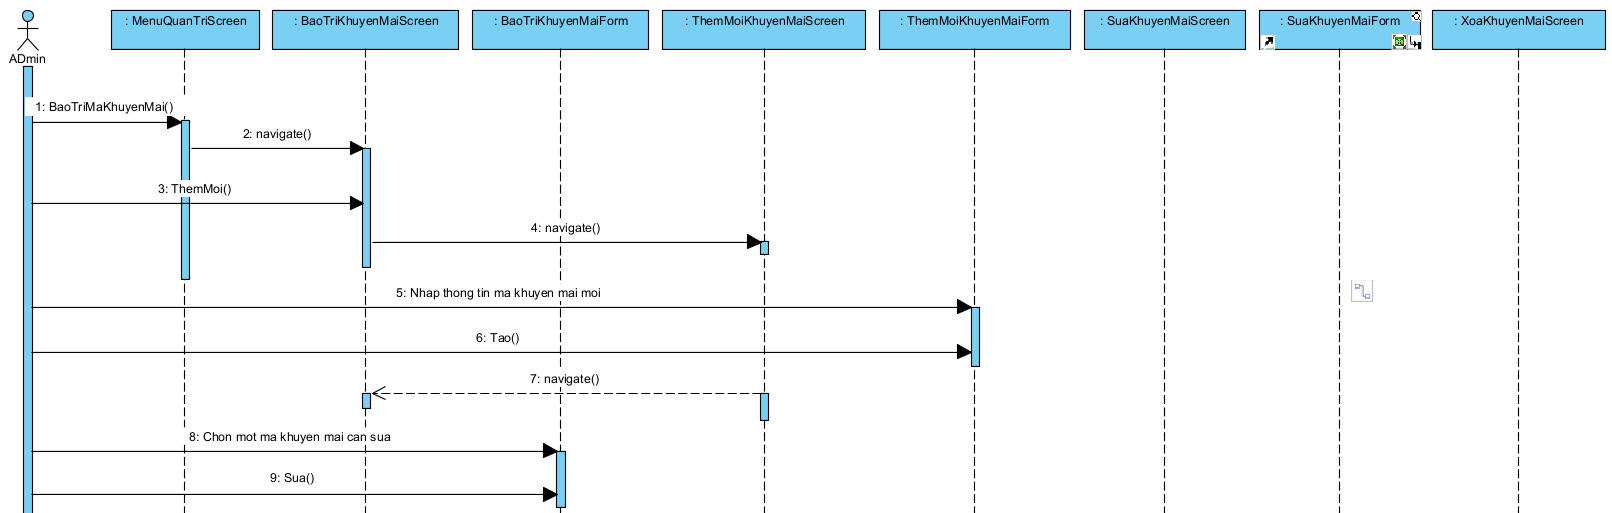 : MenuQuanTriScreen
: BaoTriKhuyenMaiScreen
: BaoTriKhuyenMaiForm
: ThemMoiKhuyenMaiScreen
: ThemMoiKhuyenMaiForm
: SuaKhuyenMaiScreen
: SuaKhuyenMaiForm
: XoaKhuyenMaiScreen
ADmin
1: BaoTriMaKhuyenMai()
2: navigate()
3: ThemMoi()
4: navigate()
5: Nhap thong tin ma khuyen mai moi
6: Tao()
7: navigate()
8: Chon mot ma khuyen mai can sua
9: Sua()